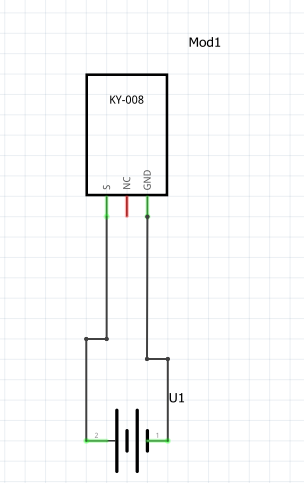 Mod1
KY-008
S NC GND
U1
2 1